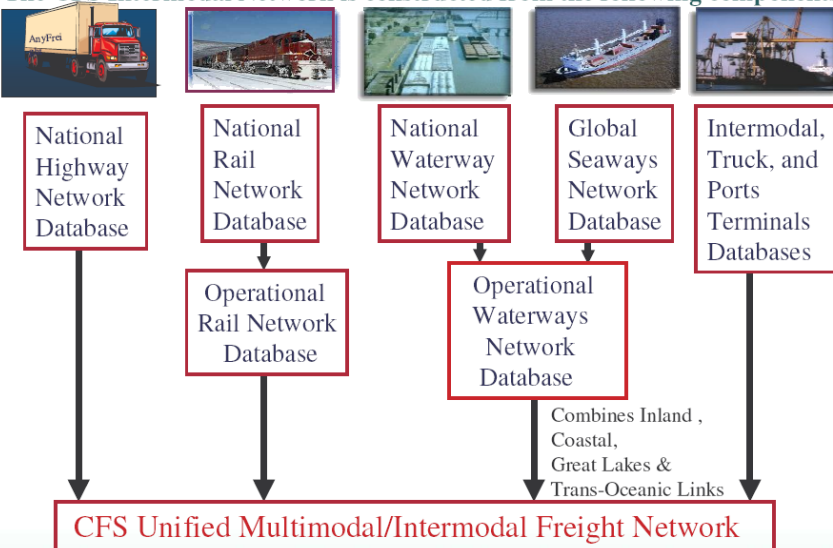 AnyFrei
National
Highway
Network
Database
National
Rail
Network
Database
National
Waterway
Network
Database
Global
Seaways
Network
Database
Intermodal,
Truck, and
Ports
Terminals
Databases
Operational
Rail Network
Database
Operational
Waterways
Network
Database
Combines Inland ,
Coastal,
Great Lakes &
Trans-Oceanic Links
CFS Unified Multimodal/Intermodal Freight Network